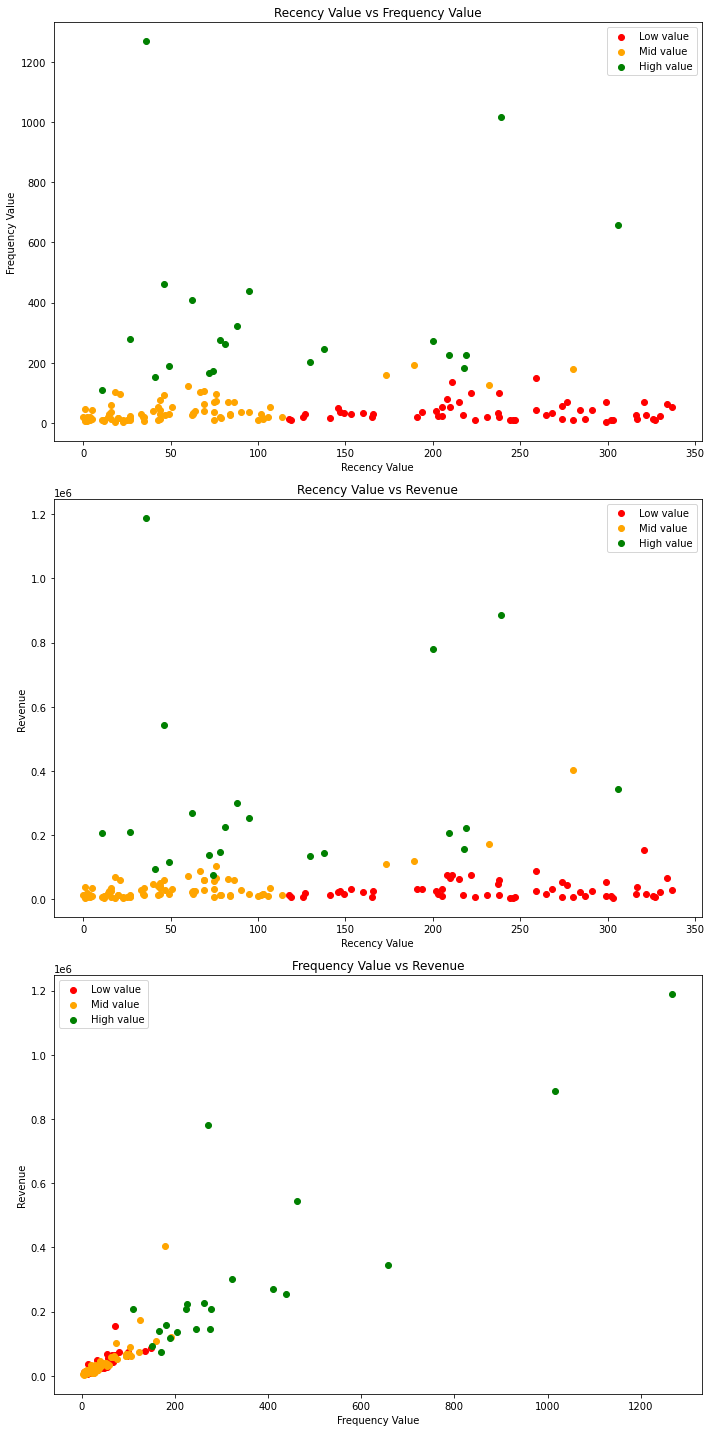 Recency Value vs Frequency Value
Low value
Mid value
High value
1200
1000
800
600
400
200
0
Frequency Value
0 50 100 150 200 250 300 350
Recency Value
Recency Value vs Revenue
1e6
Low value
Mid value
High value
1.2
1.0
0.8
0.6
0.4
0.2
0.0
Revenue
0 50 100 150 200 250 300 350
Recency Value
Frequency Value vs Revenue
1e6
Low value
Mid value
High value
1.2
1.0
0.8
0.6
0.4
0.2
0.0
Revenue
0 200 400 600 800 1000 1200
Frequency Value